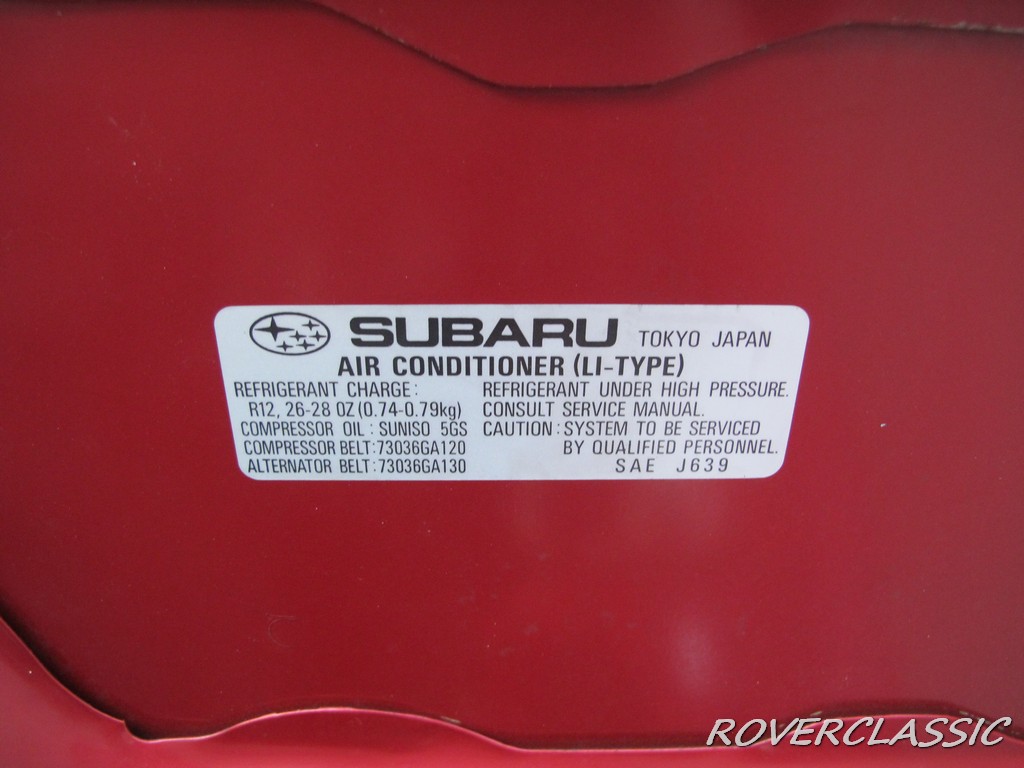 SUBARU TOKYO JAPAN
AIR CONDITIONER (LI-TYPE)
REFRIGERANT CHARGE:
R12, 26-28 OZ (0.74-0.79kg)
COMPRESSOR OIL: SUNISO 5GS
COMPRESSOR BELT:73036GA120
ALTERNATOR BELT:73036GA130
REFRIGERANT UNDER HIGH PRESSURE.
CONSULT SERVICE MANUAL.
CAUTION: SYSTEM TO BE SERVICED
BY QUALIFIED PERSONNEL.
SAE J639
ROVERCLASSIC